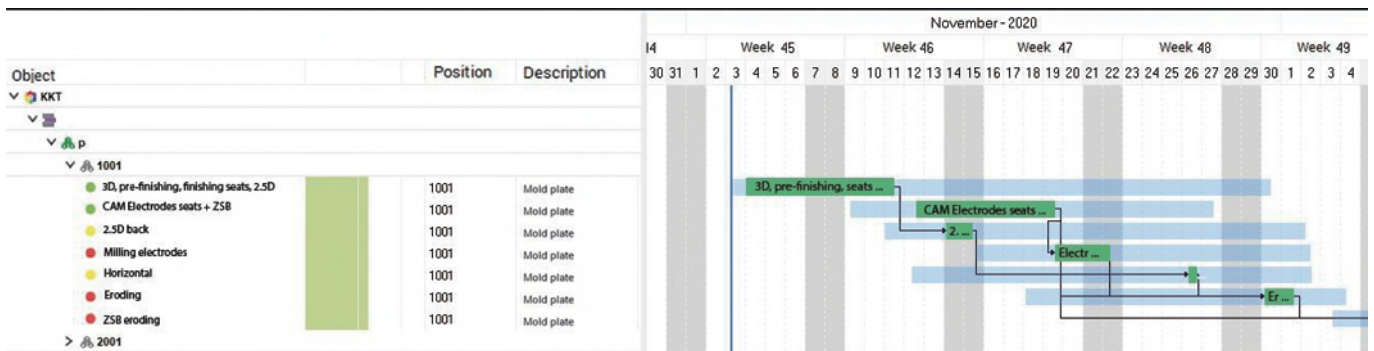 November - 2020
l4 Week 45 Week 46 Week 47 Week 48 Week 49
Object Position Description 30 31 1 2 3 4 5 6 7 8 9 10 11 12 13 14 15 16 17 18 19 20 21 22 23 24 25 26 27 28 29 30 1 2 3 4
KKT
p
1001
3D, pre-finishing, finishing seats, 2.5D 1001 Mold plate 3D, pre-finishing, seats ...
CAM Electrodes seats + ZSB 1001 Mold plate CAM Electrodes seats ...
2.5D back 1001 Mold plate 2. ...
Milling electrodes 1001 Mold plate Electr ...
Horizontal 1001 Mold plate
Eroding 1001 Mold plate Er ...
ZSB eroding 1001 Mold plate
2001